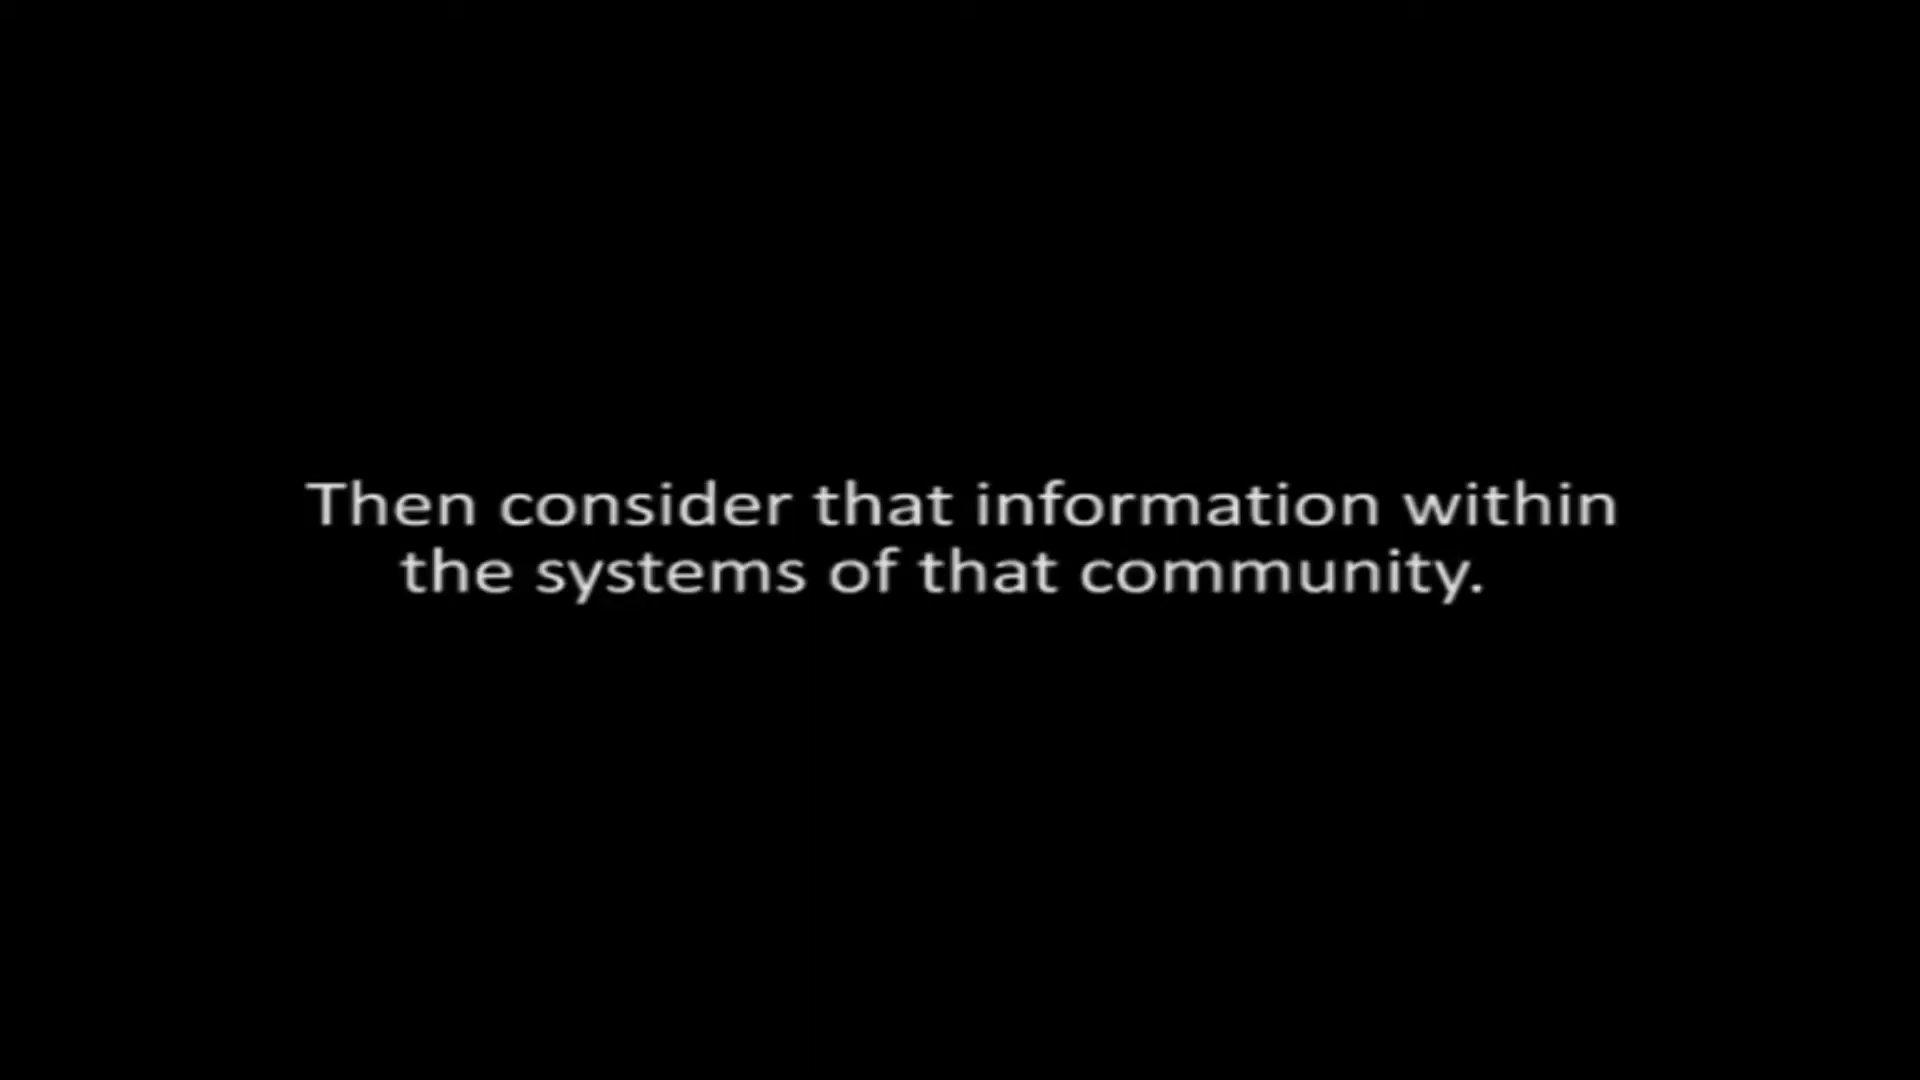 Then consider that information within
the systems of that community.